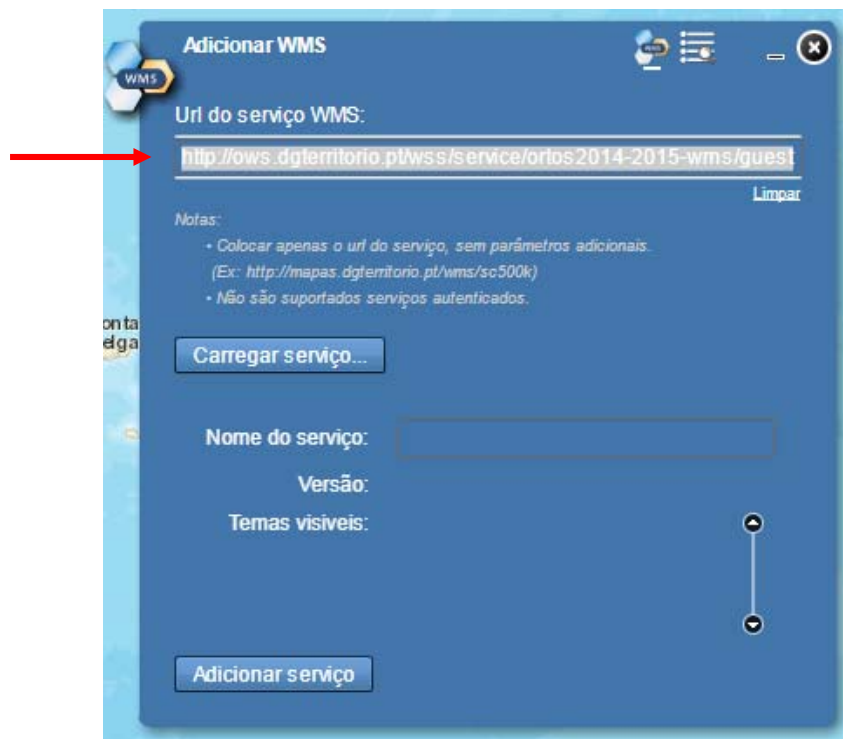 Adicionar WMS
WMS
Url do serviço WMS:
http://ows.dgterritorio.pt/wss/service/ortos2014-2015-wms/guest
Limpar
Notas:
• Colocar apenas o url do serviço, sem parâmetros adicionais.
(Ex: http://mapas.dgterritorio.pt/wms/sc500k)
• Não são suportados serviços autenticados.
onta
elga
Carregar serviço...
Nome do serviço:
Versão:
Temas visiveis:
Adicionar serviço